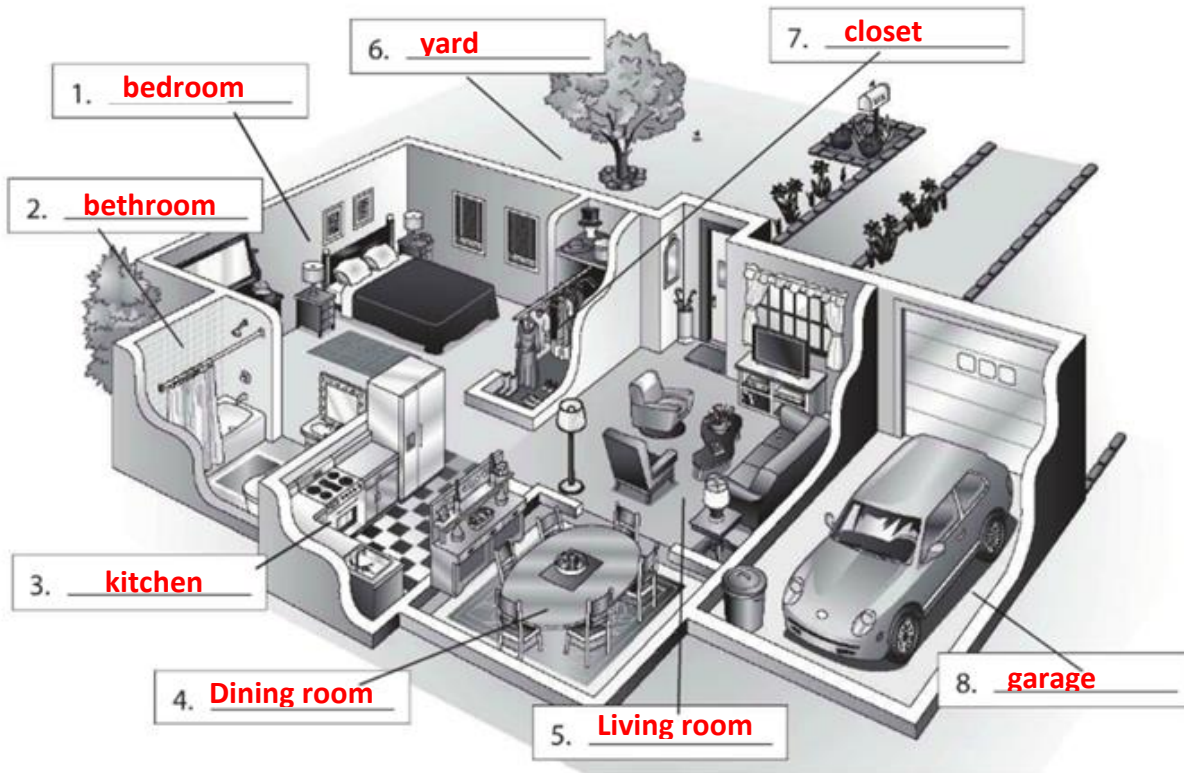 1. bedroom
2. bethroom
3. kitchen
4. Dining room
5. Living room
6. yard
7. closet
8. garage